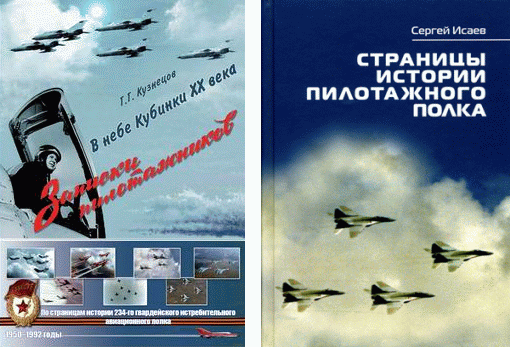 Г.Г. Кузнецов
В небе Кубинки XX века
Записки
пилотажников
По страницам истории 234-го гвардейского истребительного
авиационного полка
1950-1992 годы
Сергей Исаев
СТРАНИЦЫ
ИСТОРИИ
ПИЛОТАЖНОГО
ПОЛКА